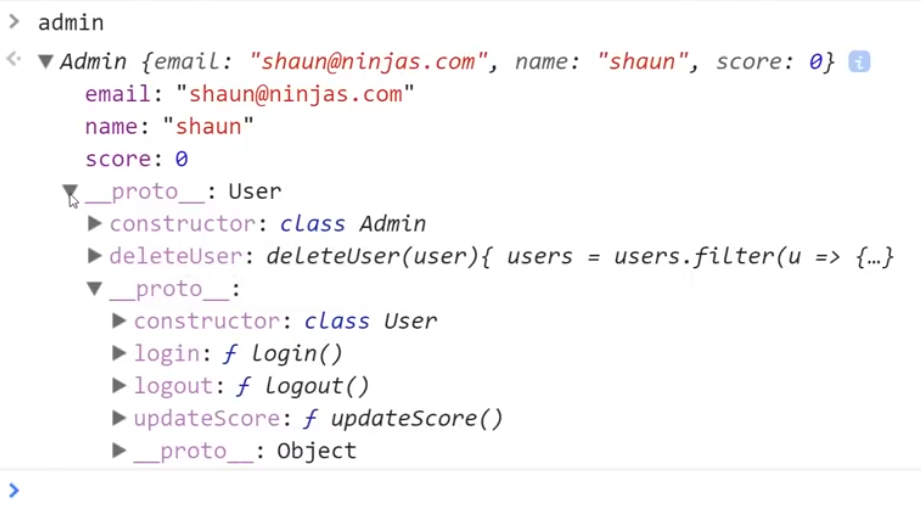 > admin
Admin {email: "shaun@ninjas.com", name: "shaun", score: 0} i
email: "shaun@ninjas.com"
name: "shaun"
score: 0
__proto__: User
constructor: class Admin
deleteUser: deleteUser(user){ users = users.filter(u => {…}
__proto__:
constructor: class User
login: ƒ login()
logout: ƒ logout()
updateScore: ƒ updateScore()
__proto__: Object
>